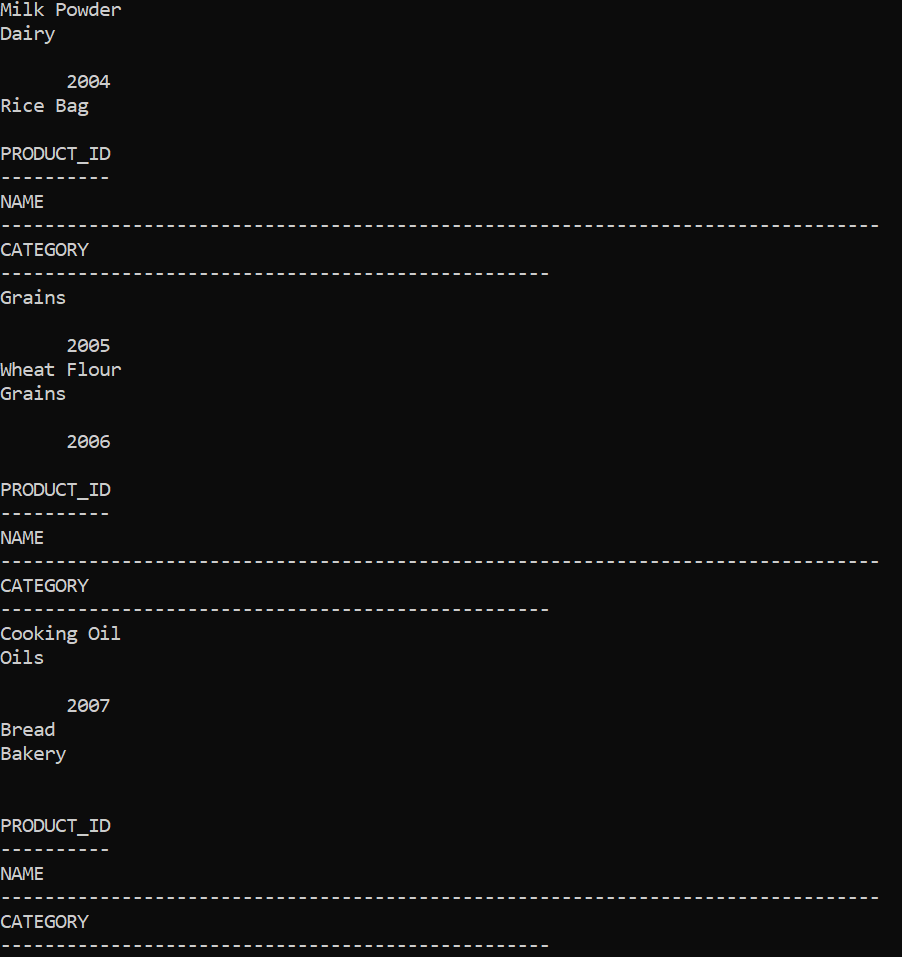 Milk Powder
Dairy
2004
Rice Bag
PRODUCT_ID
----------
NAME
--------------------------------------------------------------------------------
CATEGORY
--------------------------------------------------
Grains
2005
Wheat Flour
Grains
2006
PRODUCT_ID
----------
NAME
--------------------------------------------------------------------------------
CATEGORY
--------------------------------------------------
Cooking Oil
Oils
2007
Bread
Bakery
PRODUCT_ID
----------
NAME
--------------------------------------------------------------------------------
CATEGORY
--------------------------------------------------